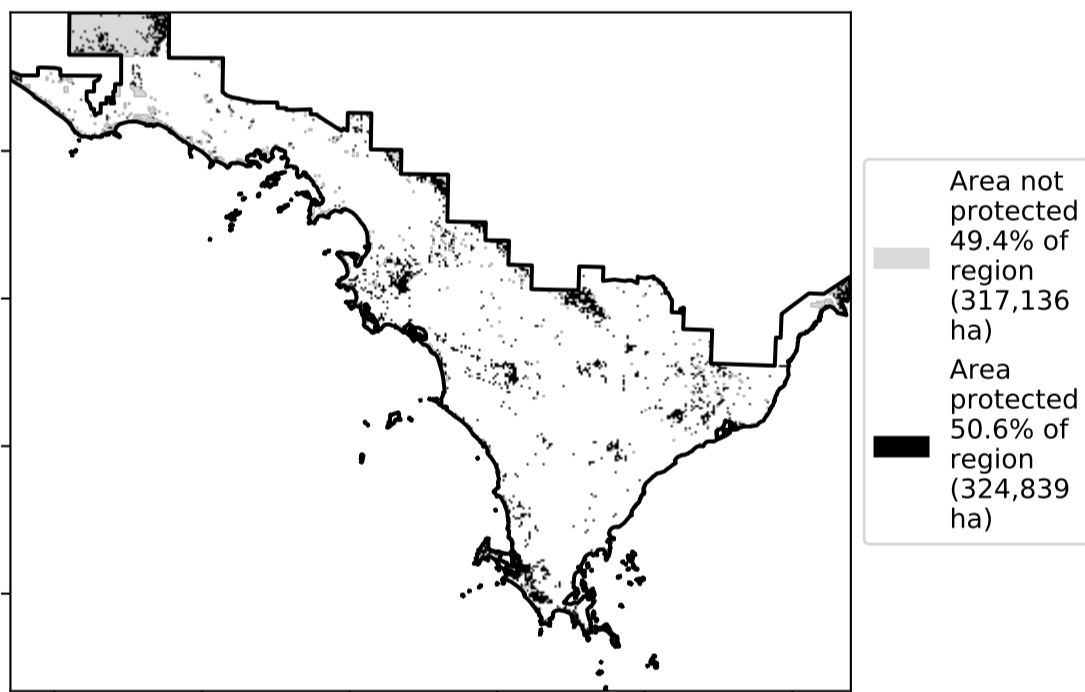 Area not
protected
49.4% of
region
(317,136
ha)
Area
protected
50.6% of
region
(324,839
ha)